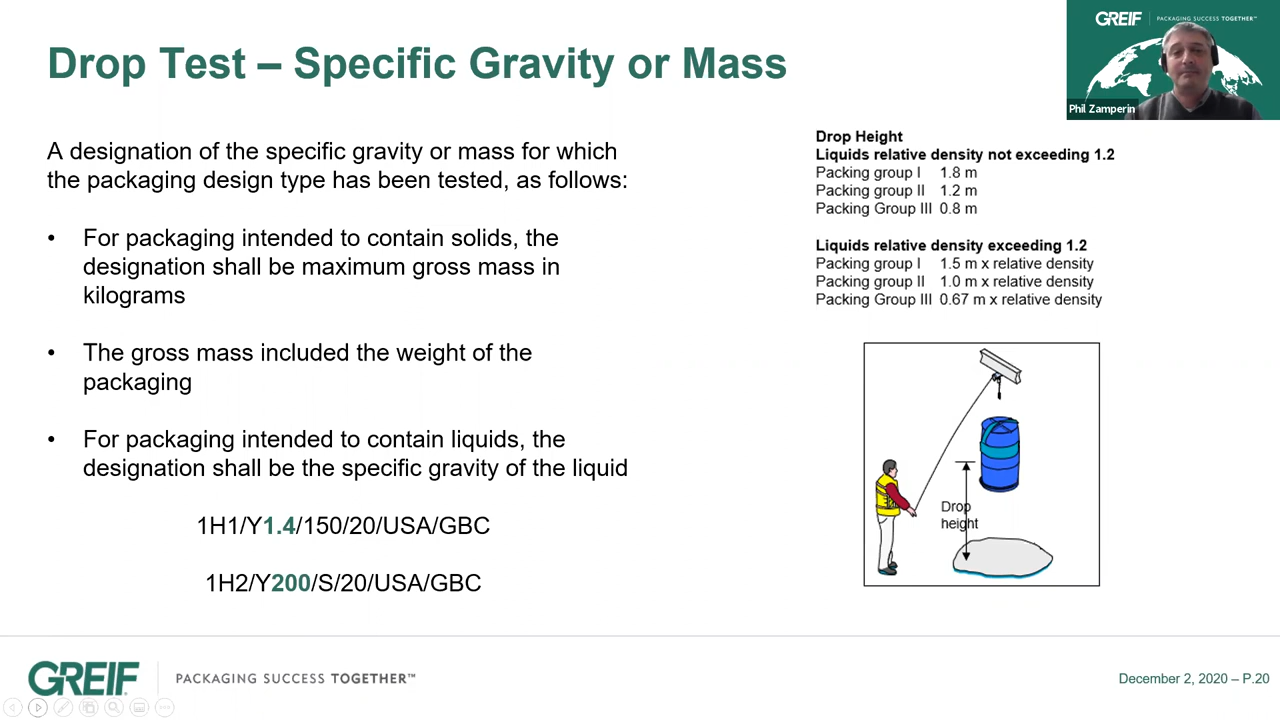 Drop Test – Specific Gravity or Mass
GREIF
PACKAGING SUCCESS TOGETHER™
Phil Zamperin
A designation of the specific gravity or mass for which
the packaging design type has been tested, as follows:
• For packaging intended to contain solids, the
designation shall be maximum gross mass in
kilograms
• The gross mass included the weight of the
packaging
• For packaging intended to contain liquids, the
designation shall be the specific gravity of the liquid
1H1/Y1.4/150/20/USA/GBC
1H2/Y200/S/20/USA/GBC
Drop Height
Liquids relative density not exceeding 1.2
Packing group I 1.8 m
Packing group II 1.2 m
Packing Group III 0.8 m
Liquids relative density exceeding 1.2
Packing group I 1.5 m x relative density
Packing group II 1.0 m x relative density
Packing Group III 0.67 m x relative density
Drop
height
GREIF
PACKAGING SUCCESS TOGETHER™
December 2, 2020 – P.20